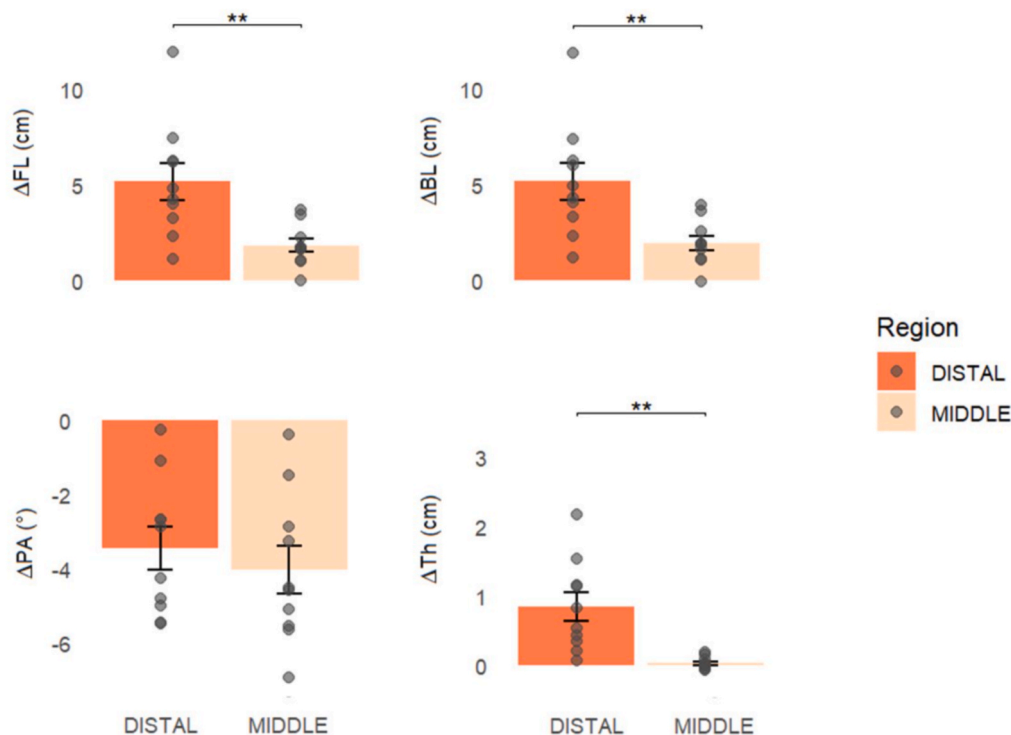 **
ΔFL (cm)
10
5
0
**
ΔBL (cm)
10
5
0
Region
DISTAL
MIDDLE
ΔPA (°)
0
-2
-4
-6
DISTAL
MIDDLE
**
ΔTh (cm)
3
2
1
0
DISTAL
MIDDLE